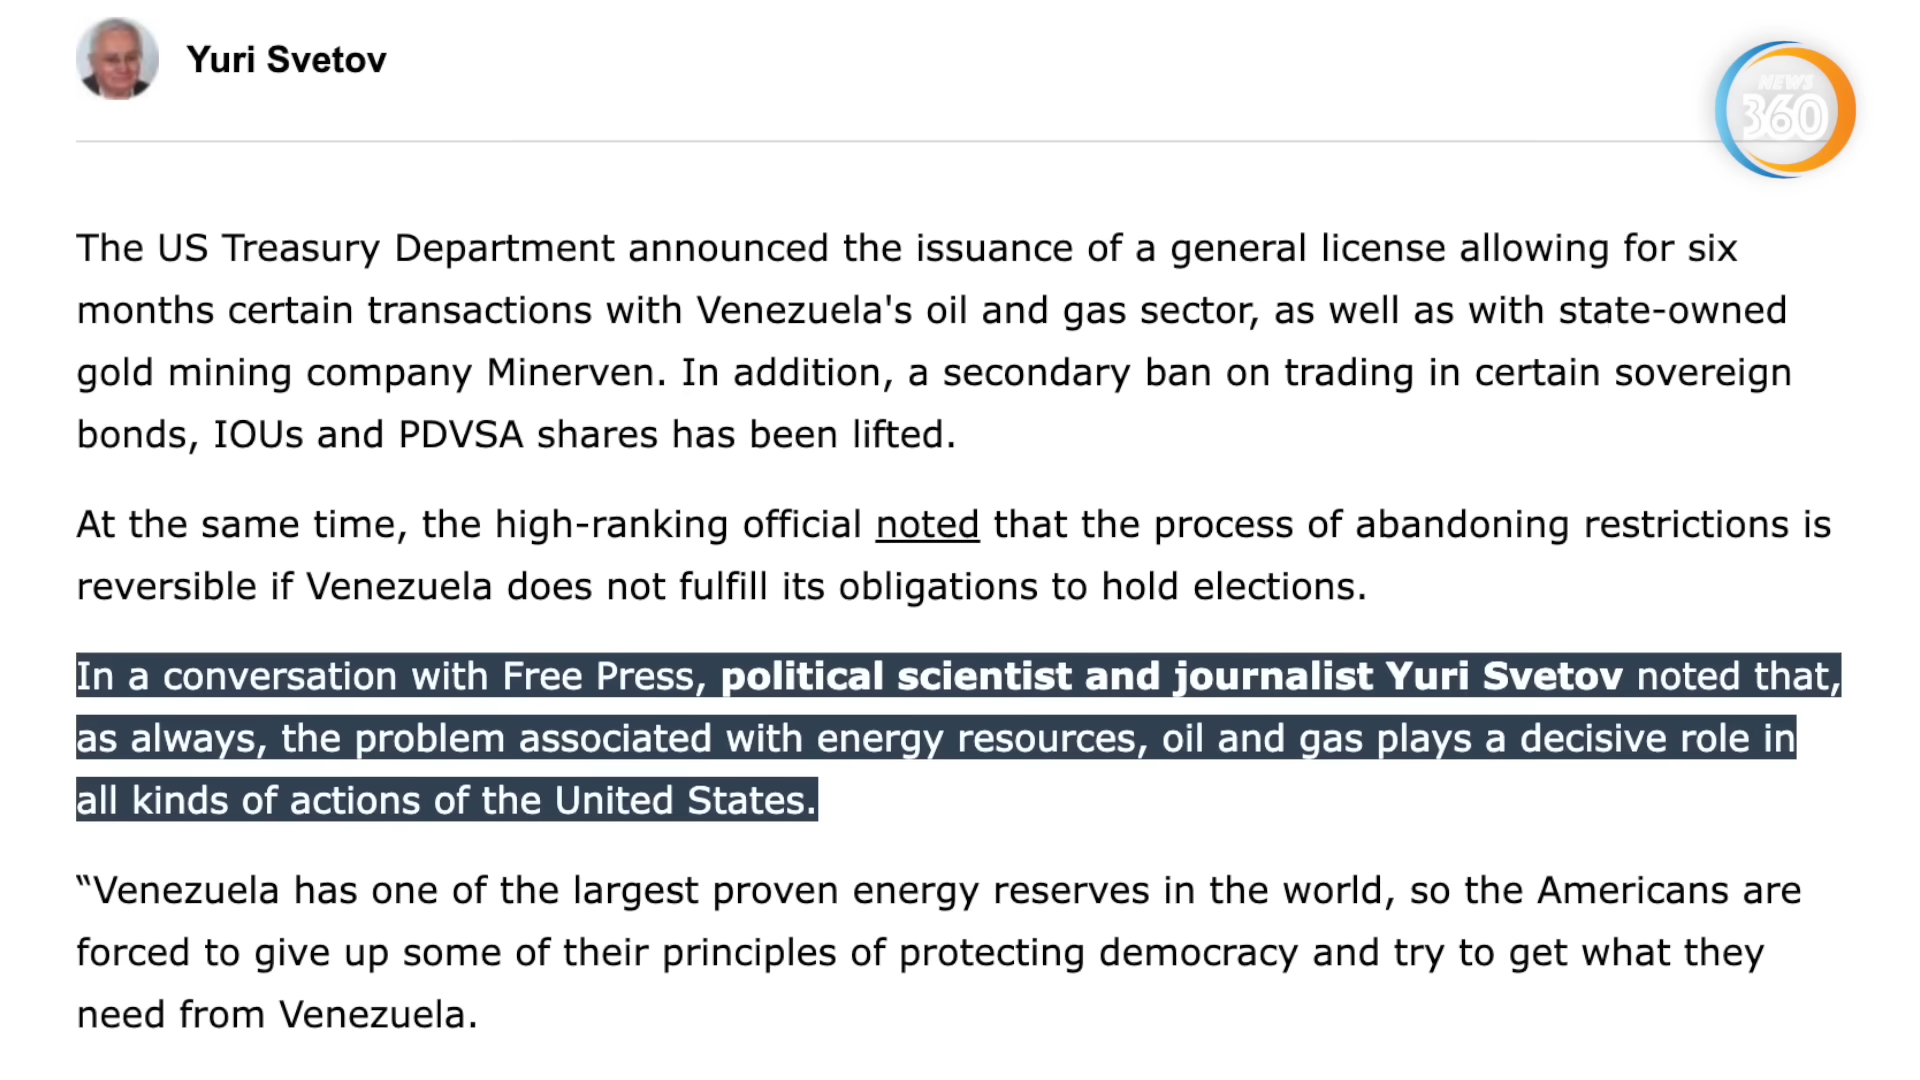 Yuri Svetov
NEWS
360
The US Treasury Department announced the issuance of a general license allowing for six
months certain transactions with Venezuela's oil and gas sector, as well as with state-owned
gold mining company Minerven. In addition, a secondary ban on trading in certain sovereign
bonds, IOUs and PDVSA shares has been lifted.
At the same time, the high-ranking official noted that the process of abandoning restrictions is
reversible if Venezuela does not fulfill its obligations to hold elections.
In a conversation with Free Press, political scientist and journalist Yuri Svetov noted that,
as always, the problem associated with energy resources, oil and gas plays a decisive role in
all kinds of actions of the United States.
“Venezuela has one of the largest proven energy reserves in the world, so the Americans are
forced to give up some of their principles of protecting democracy and try to get what they
need from Venezuela.